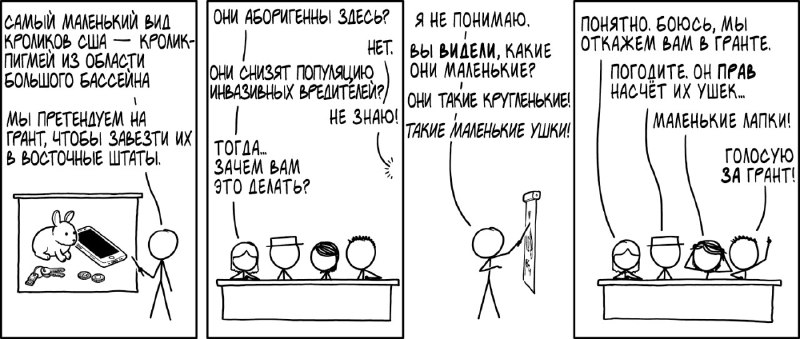 САМЫЙ МАЛЕНЬКИЙ ВИД
КРОЛИКОВ США — КРОЛИК-
ПИГМЕЙ ИЗ ОБЛАСТИ
БОЛЬШОГО БАССЕЙНА
МЫ ПРЕТЕНДУЕМ НА
ГРАНТ, ЧТОБЫ ЗАВЕЗТИ ИХ
В ВОСТОЧНЫЕ ШТАТЫ.
ОНИ АБОРИГЕННЫ ЗДЕСЬ?
НЕТ.
ОНИ СНИЗЯТ ПОПУЛЯЦИЮ
ИНВАЗИВНЫХ ВРЕДИТЕЛЕЙ?
НЕ ЗНАЮ!
ТОГДА...
ЗАЧЕМ ВАМ
ЭТО ДЕЛАТЬ?
Я НЕ ПОНИМАЮ.
ВЫ ВИДЕЛИ, КАКИЕ
ОНИ МАЛЕНЬКИЕ?
ОНИ ТАКИЕ КРУГЛЕНЬКИЕ!
ТАКИЕ МАЛЕНЬКИЕ УШКИ!
ПОНЯТНО. БОЮСЬ, МЫ
ОТКАЖЕМ ВАМ В ГРАНТЕ.
ПОГОДИТЕ. ОН ПРАВ
НАСЧЁТ ИХ УШЕК...
МАЛЕНЬКИЕ ЛАПКИ!
ГОЛОСУЮ
ЗА ГРАНТ!